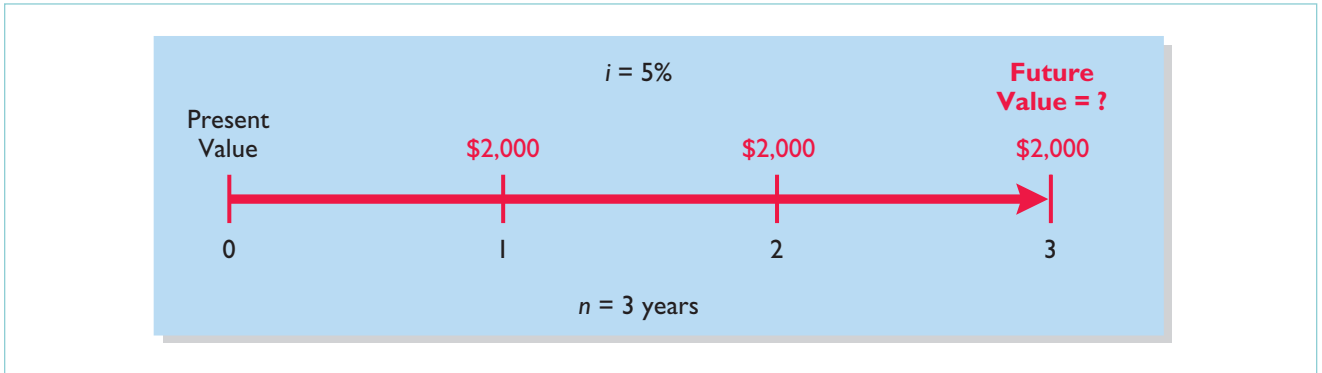 i = 5%
Future
Value = ?
Present
Value
$2,000
$2,000
$2,000
0
1
2
3
n = 3 years